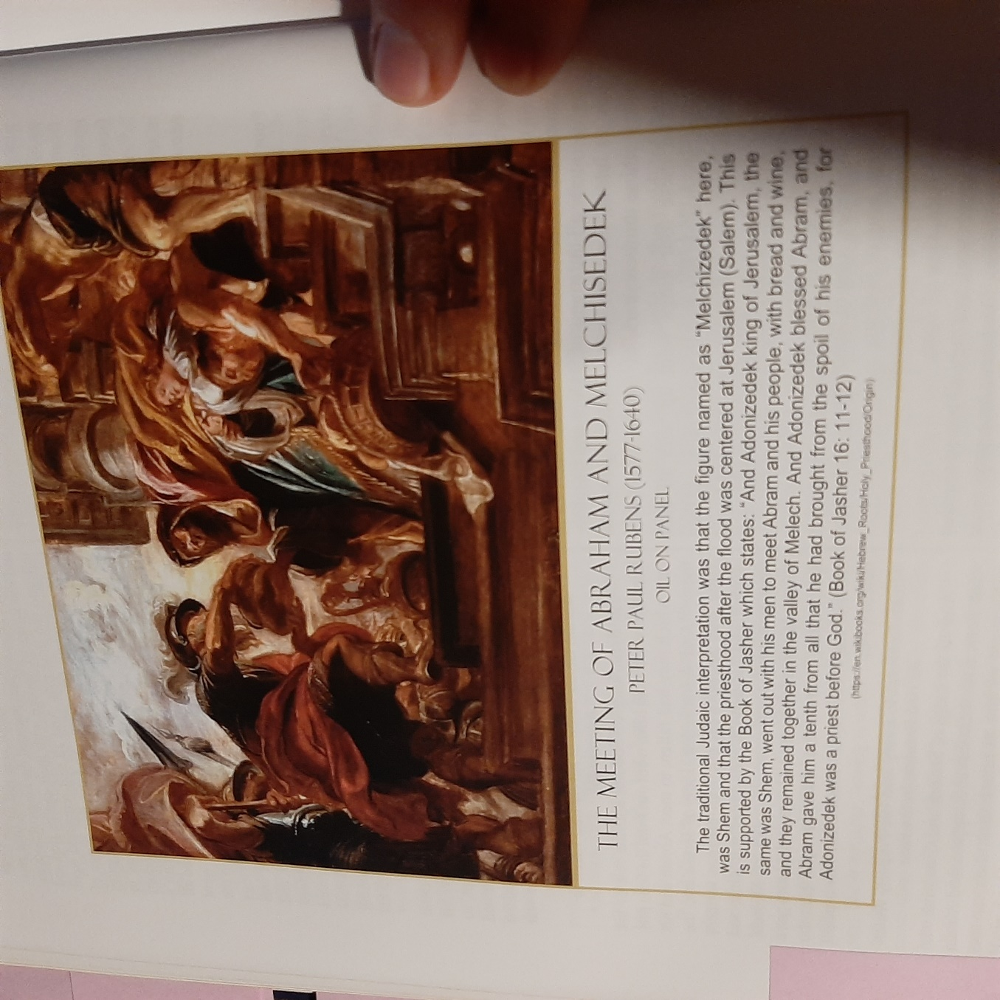 THE MEETING OF ABRAHAM AND MELCHISEDEK
PETER PAUL RUBENS (1577-1640)
OIL ON PANEL
The traditional Judaic interpretation was that the figure named as “Melchizedek” here,
was Shem and that the priesthood after the flood was centered at Jerusalem (Salem). This
is supported by the Book of Jasher which states: “And Adonizedek king of Jerusalem, the
same was Shem, went out with his men to meet Abram and his people, with bread and wine,
and they remained together in the valley of Melech. And Adonizedek blessed Abram, and
Abram gave him a tenth from all that he had brought from the spoil of his enemies, for
Adonizedek was a priest before God.” (Book of Jasher 16: 11-12)
(https://en.wikibooks.org/wiki/Hebrew_Roots/Holy_Priesthood/Origin)